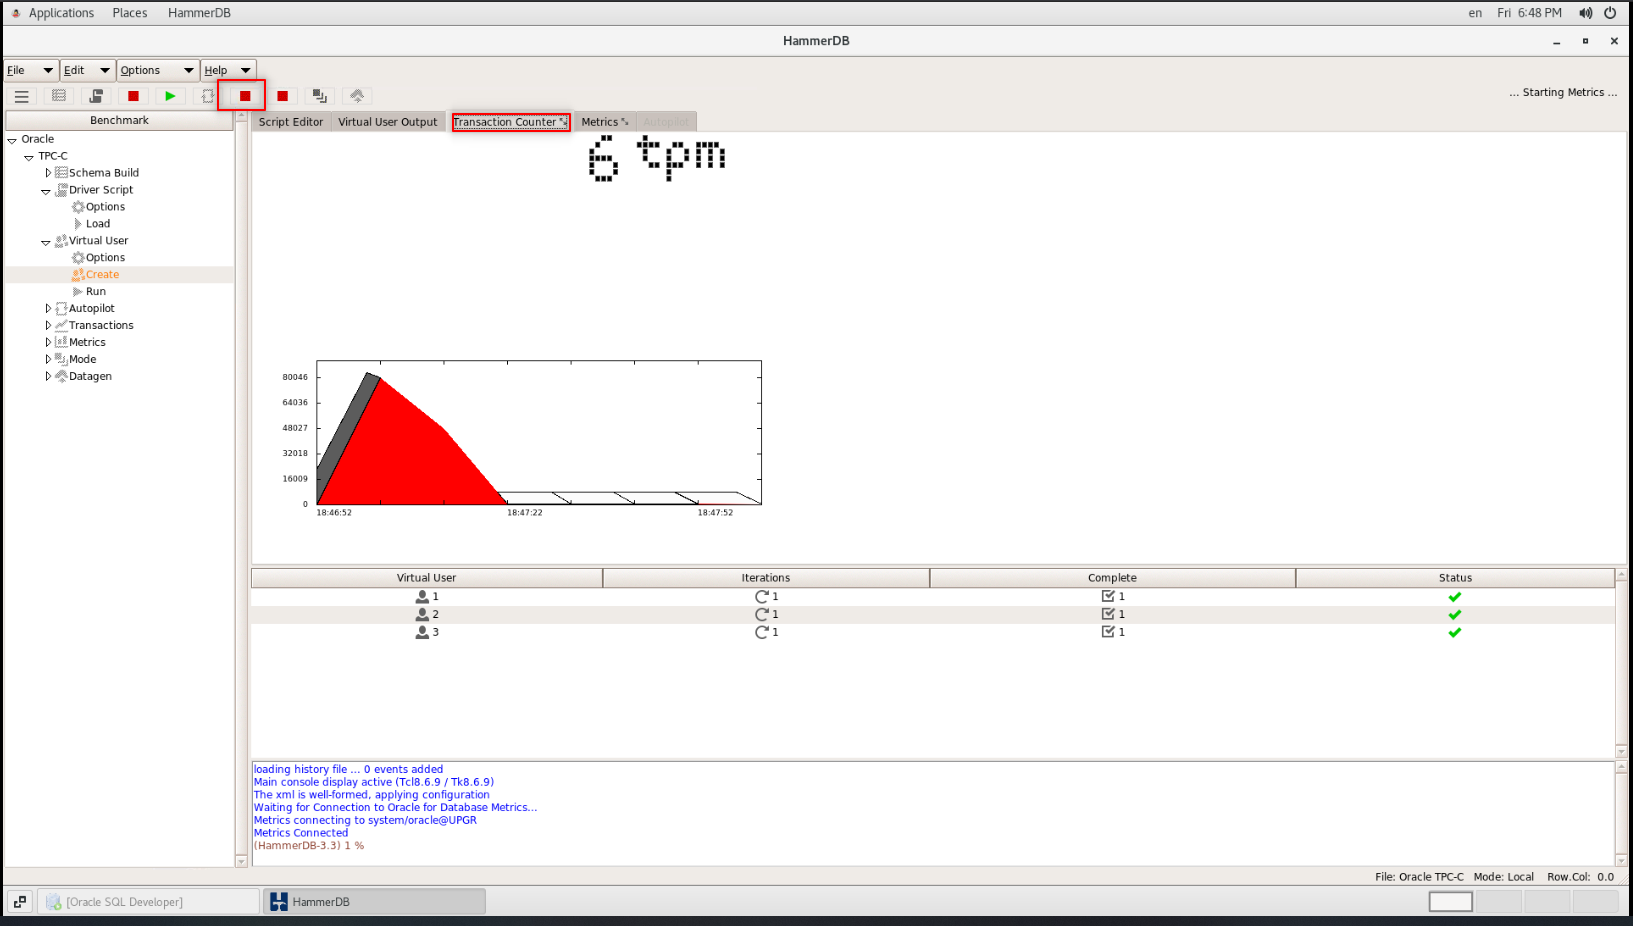 Applications Places HammerDB en Fri 6:48 PM
HammerDB
File Edit Options Help
... Starting Metrics ...
Benchmark
Script Editor Virtual User Output Transaction Counter Metrics Autopilot
Oracle
TPC-C
Schema Build
Driver Script
Options
Load
Virtual User
Options
Create
Run
Autopilot
Transactions
Metrics
Mode
Datagen
6 tpm
80046
64036
48027
32018
16009
0
18:46:52 18:47:22 18:47:52
Virtual User Iterations Complete Status
1 1 1
2 1 1
3 1 1
loading history file ... 0 events added
Main console display active (Tcl8.6.9 / Tk8.6.9)
The xml is well-formed, applying configuration
Waiting for Connection to Oracle for Database Metrics...
Metrics connecting to system/oracle@UPGR
Metrics Connected
(HammerDB-3.3) 1 %
File: Oracle TPC-C Mode: Local Row.Col: 0.0
[Oracle SQL Developer] HammerDB